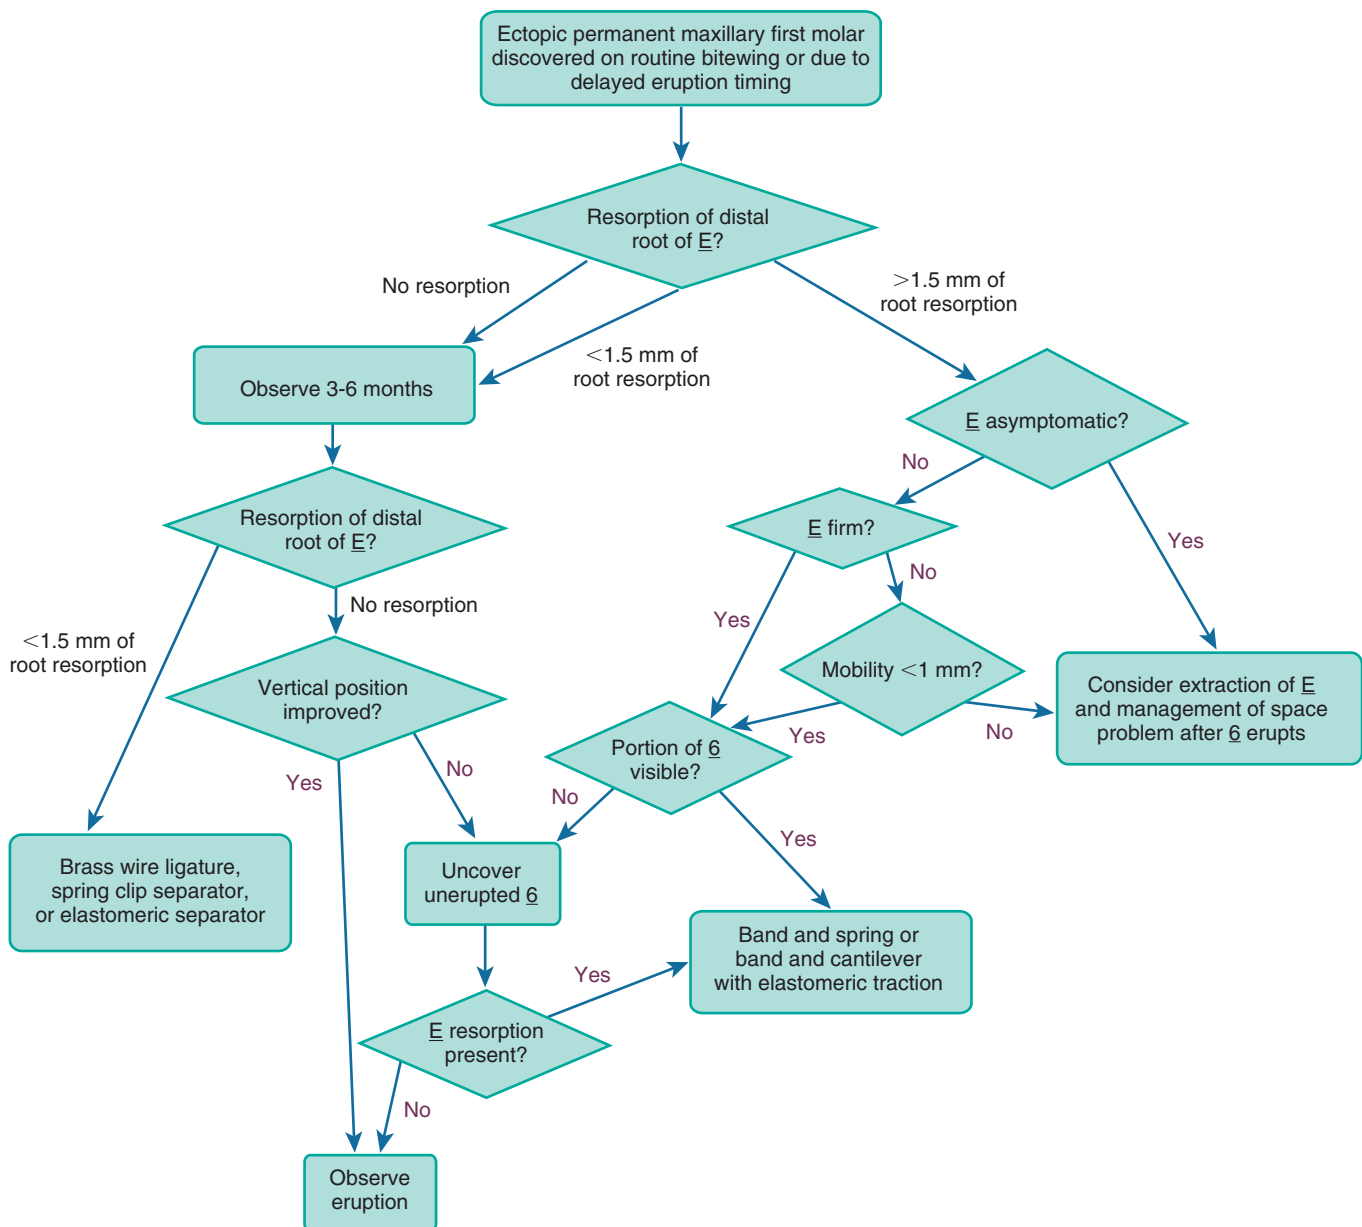 Ectopic permanent maxillary first molar
discovered on routine bitewing or due to
delayed eruption timing
Resorption of distal
root of E?
No resorption
>1.5 mm of
root resorption
<1.5 mm of
root resorption
Observe 3-6 months
E asymptomatic?
No
Yes
Resorption of distal
root of E?
E firm?
No
Yes
No resorption
<1.5 mm of
root resorption
Vertical position
improved?
Mobility <1 mm?
Consider extraction of E
and management of space
problem after 6 erupts
Yes
No
Portion of 6
visible?
Yes
No
No
Yes
Brass wire ligature,
spring clip separator,
or elastomeric separator
Uncover
unerupted 6
Band and spring or
band and cantilever
with elastomeric traction
Yes
E resorption
present?
No
Observe
eruption